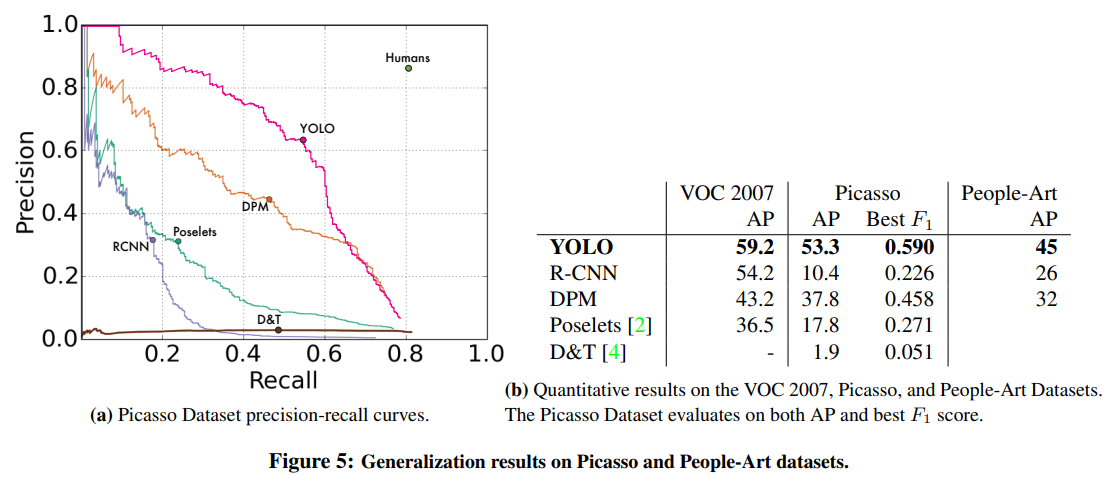 1.0
0.8
0.6
0.4
0.2
0.0
Precision
Humans
YOLO
DPM
Poselets
RCNN
D&T
0.2 0.4 0.6 0.8 1.0
Recall
(a) Picasso Dataset precision-recall curves.
VOC 2007 Picasso People-Art
AP AP Best F1 AP
YOLO 59.2 53.3 0.590 45
R-CNN 54.2 10.4 0.226 26
DPM 43.2 37.8 0.458 32
Poselets [2] 36.5 17.8 0.271
D&T [4] - 1.9 0.051
(b) Quantitative results on the VOC 2007, Picasso, and People-Art Datasets.
The Picasso Dataset evaluates on both AP and best F1 score.
Figure 5: Generalization results on Picasso and People-Art datasets.